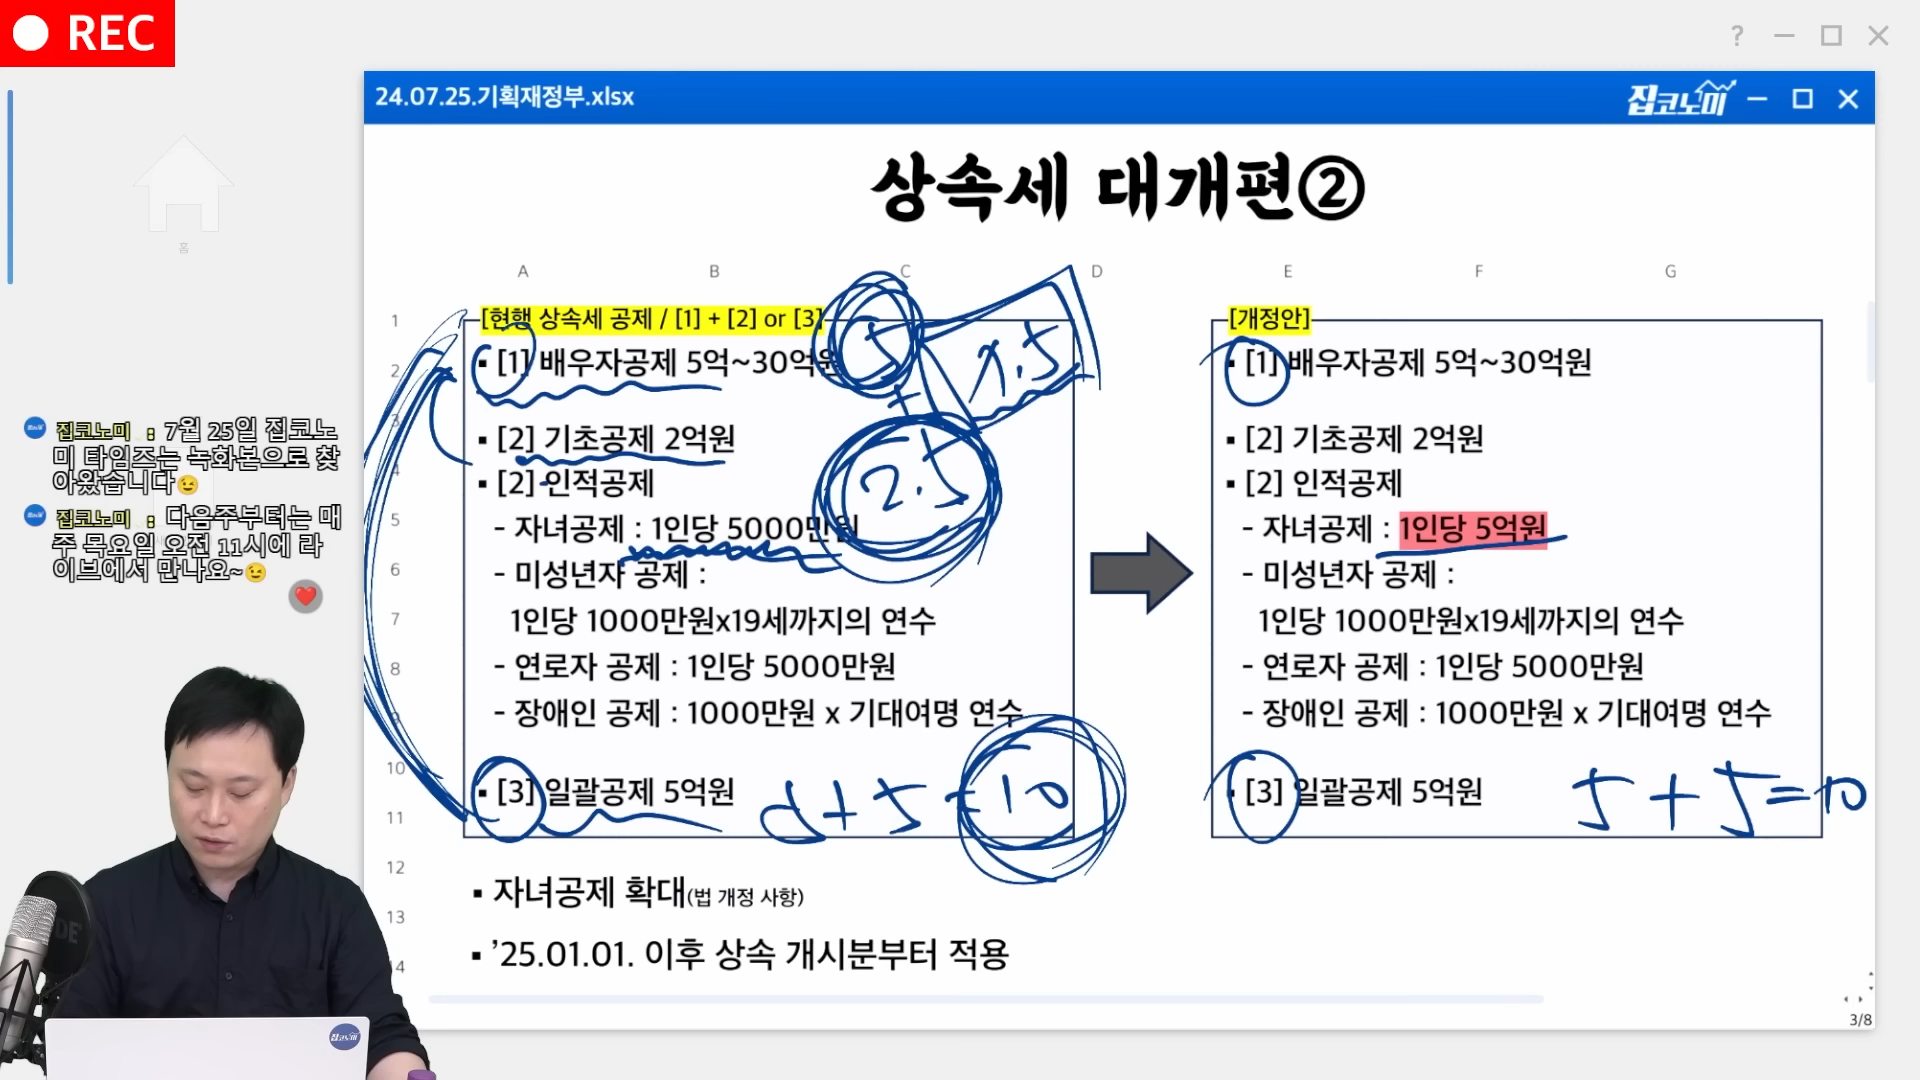 REC
?
24.07.25.기획재정부.xlsx
집코노미
상속세 대개편②
홈
A B C D E F G
1
2
3
4
5
6
7
8
9
10
11
12
13
14
[현행 상속세 공제 / [1] + [2] or [3]
▪ [1] 배우자공제 5억~30억원
▪ [2] 기초공제 2억원
▪ [2] 인적공제
- 자녀공제 : 1인당 5000만원
- 미성년자 공제 :
1인당 1000만원x19세까지의 연수
- 연로자 공제 : 1인당 5000만원
- 장애인 공제 : 1000만원 x 기대여명 연수
▪ [3] 일괄공제 5억원
5
+
2.5
7.5
5+5=10
[개정안]
▪ [1] 배우자공제 5억~30억원
▪ [2] 기초공제 2억원
▪ [2] 인적공제
- 자녀공제 : 1인당 5억원
- 미성년자 공제 :
1인당 1000만원x19세까지의 연수
- 연로자 공제 : 1인당 5000만원
- 장애인 공제 : 1000만원 x 기대여명 연수
▪ [3] 일괄공제 5억원
5+5=10
▪ 자녀공제 확대(법 개정 사항)
▪ ’25.01.01. 이후 상속 개시분부터 적용
3/8
집코노미 : 7월 25일 집코노
미 타임즈는 녹화본으로 찾
아왔습니다😉
집코노미 : 다음주부터는 매
주 목요일 오전 11시에 라
이브에서 만나요~😉
집코노미